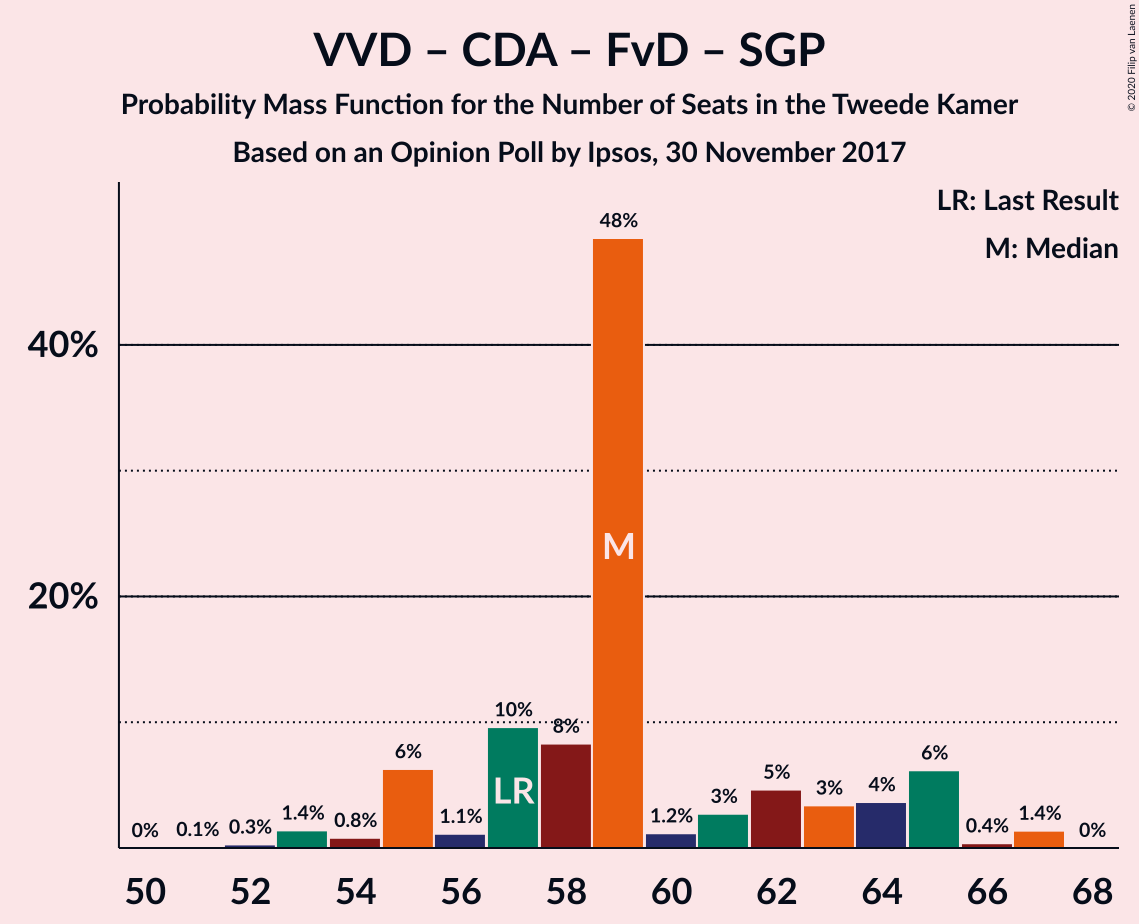 VVD – CDA – FvD – SGP
Probability Mass Function for the Number of Seats in the Tweede Kamer
Based on an Opinion Poll by Ipsos, 30 November 2017
© 2020 Filip van Laenen
LR: Last Result
M: Median
48%
40%
M
20%
10%
8%
6%
6%
5%
4%
3%
3%
LR
1.4%
0.8%
1.1%
1.2%
0.4%
1.4%
0%
0.1%
0.3%
0%
50 52 54 56 58 60 62 64 66 68